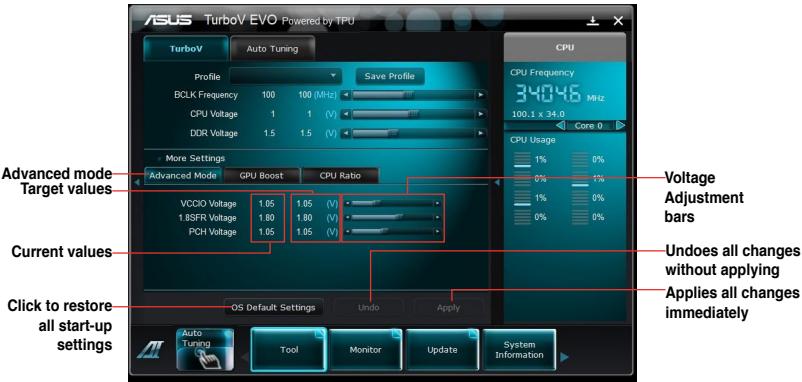 ASUS TurboV EVO Powered by TPU
TurboV
Auto Tuning
Profile
Save Profile
BCLK Frequency 100 100 (MHz)
CPU Voltage 1 1 (V)
DDR Voltage 1.5 1.5 (V)
More Settings
Advanced Mode
GPU Boost
CPU Ratio
VCCIO Voltage 1.05 1.05 (V)
1.8SFR Voltage 1.80 1.80 (V)
PCH Voltage 1.05 1.05 (V)
OS Default Settings
Undo
Apply
CPU
CPU Frequency
3404.6 MHz
100.1 x 34.0
Core 0
CPU Usage
1% 0%
0% 1%
1% 0%
0% 0%
Auto
Tuning
Tool
Monitor
Update
System
Information
Advanced mode
Target values
Current values
Click to restore
all start-up
settings
Voltage
Adjustment
bars
Undoes all changes
without applying
Applies all changes
immediately